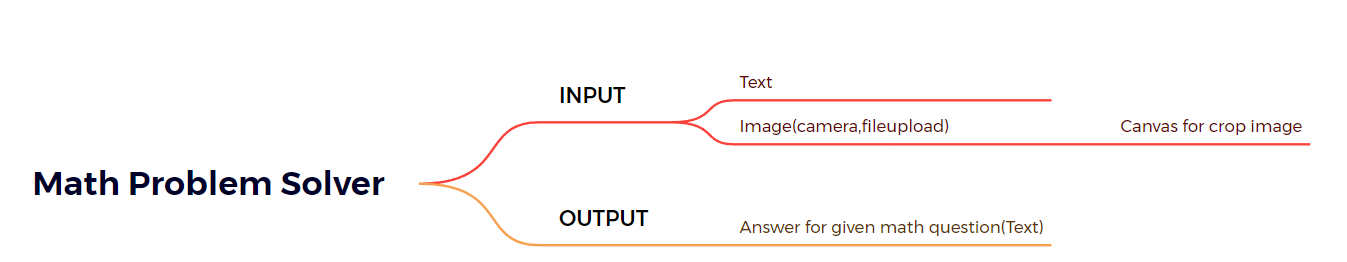 Math Problem Solver
INPUT
Text
Image(camera,fileupload)
Canvas for crop image
OUTPUT
Answer for given math question(Text)